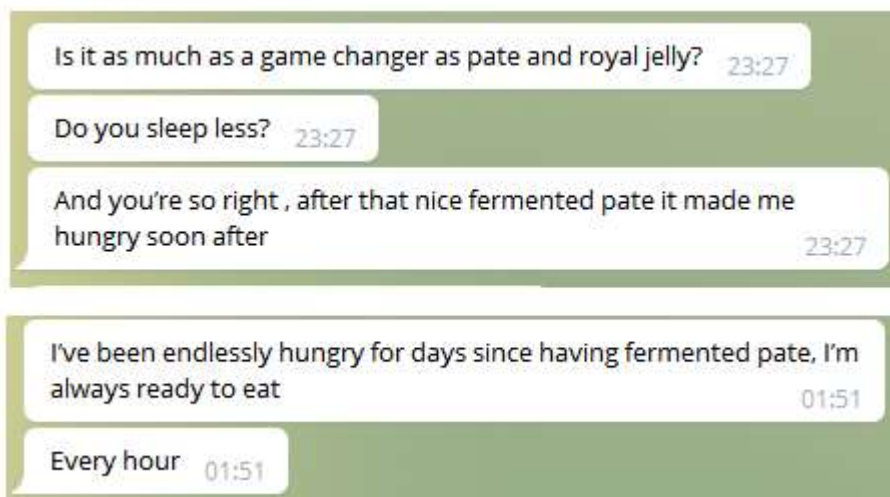 Is it as much as a game changer as pate and royal jelly? 23:27
Do you sleep less? 23:27
And you're so right , after that nice fermented pate it made me
hungry soon after 23:27
I've been endlessly hungry for days since having fermented pate, I'm
always ready to eat 01:51
Every hour 01:51